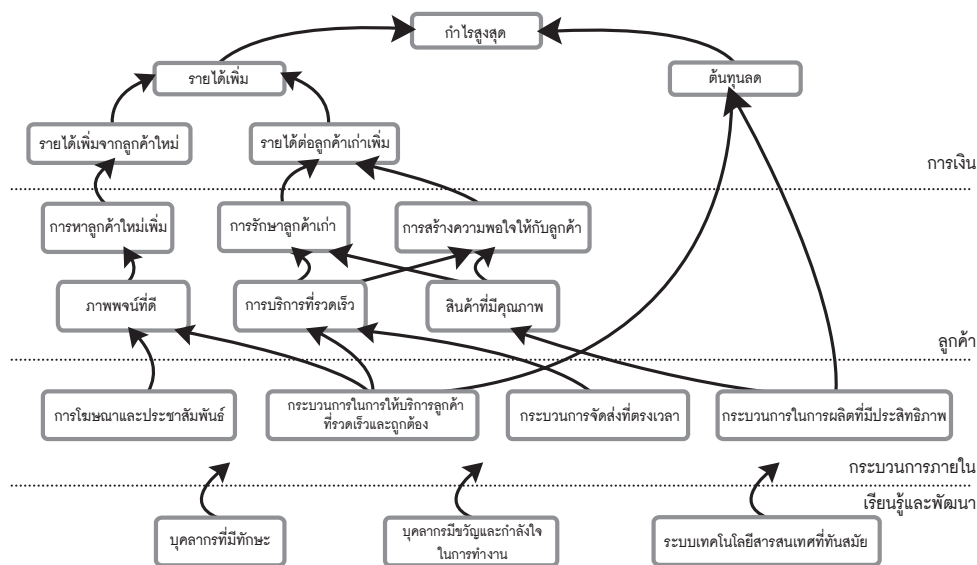 กำไรสูงสุด
รายได้เพิ่ม
ต้นทุนลด
รายได้เพิ่มจากลูกค้าใหม่
รายได้ต่อลูกค้าเก่าเพิ่ม
การเงิน
การหาลูกค้าใหม่เพิ่ม
การรักษาลูกค้าเก่า
การสร้างความพอใจให้กับลูกค้า
ภาพพจน์ที่ดี
การบริการที่รวดเร็ว
สินค้าที่มีคุณภาพ
ลูกค้า
การโฆษณาและประชาสัมพันธ์
กระบวนการในการให้บริการลูกค้า
ที่รวดเร็วและถูกต้อง
กระบวนการจัดส่งที่ตรงเวลา
กระบวนการในการผลิตที่มีประสิทธิภาพ
กระบวนการภายใน
เรียนรู้และพัฒนา
บุคลากรที่มีทักษะ
บุคลากรมีขวัญและกำลังใจ
ในการทำงาน
ระบบเทคโนโลยีสารสนเทศที่ทันสมัย